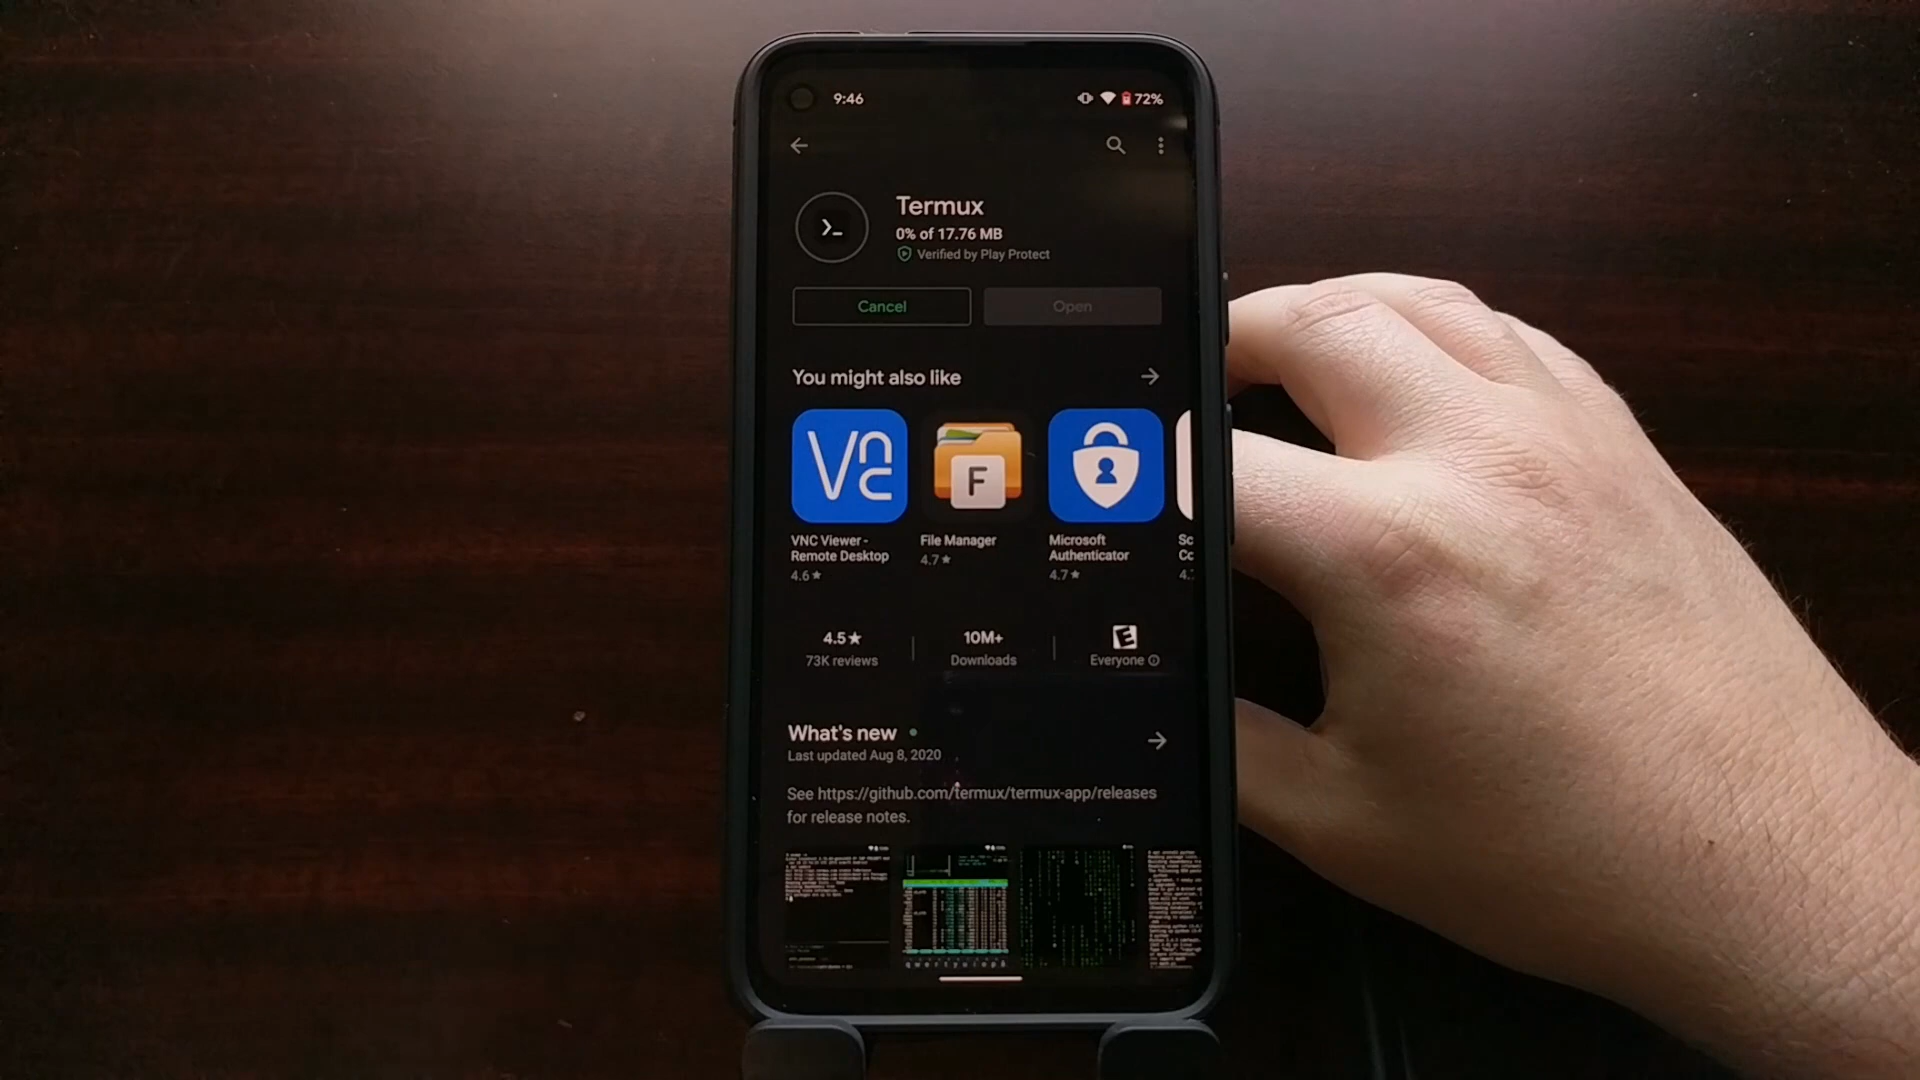 9:46
72%
Termux
0% of 17.76 MB
Verified by Play Protect
Cancel
Open
You might also like
VNC Viewer -
Remote Desktop
4.6★
File Manager
4.7★
Microsoft
Authenticator
4.7★
Sc
Cc
4.
4.5★
73K reviews
10M+
Downloads
E
Everyone
What's new
Last updated Aug 8, 2020
See https://github.com/termux/termux-app/releases
for release notes.